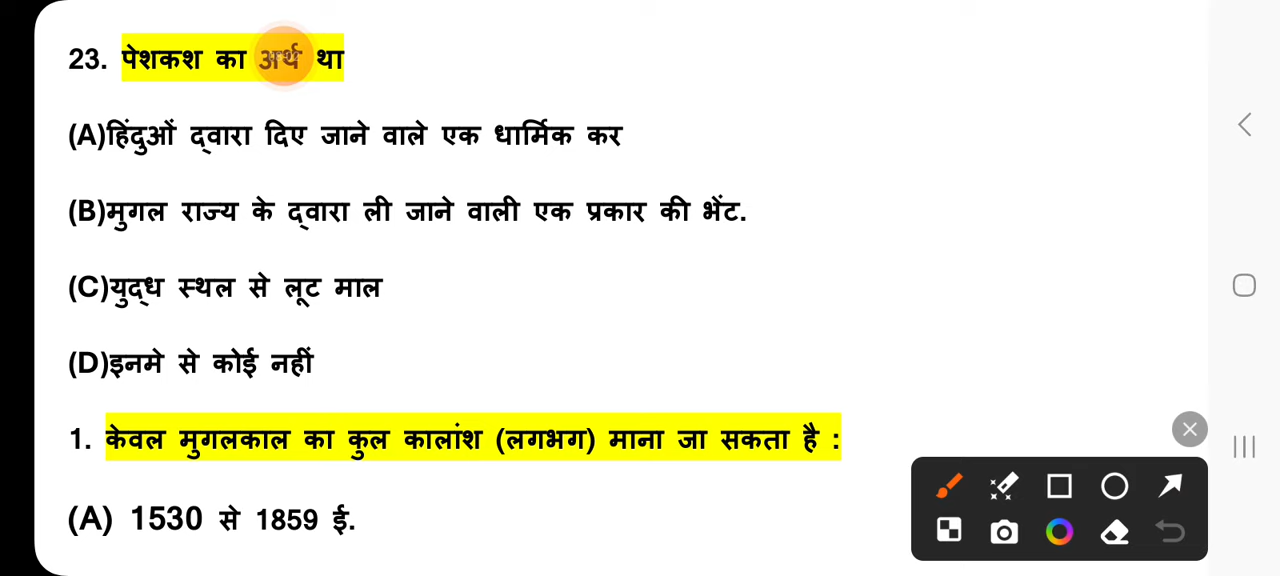 23. पेशकश का अर्थ था
(A)हिंदुओं द्वारा दिए जाने वाले एक धार्मिक कर
(B)मुगल राज्य के द्वारा ली जाने वाली एक प्रकार की भेंट.
(C)युद्ध स्थल से लूट माल
(D)इनमे से कोई नहीं
1. केवल मुगलकाल का कुल कालांश (लगभग) माना जा सकता है :
(A) 1530 से 1859 ई.